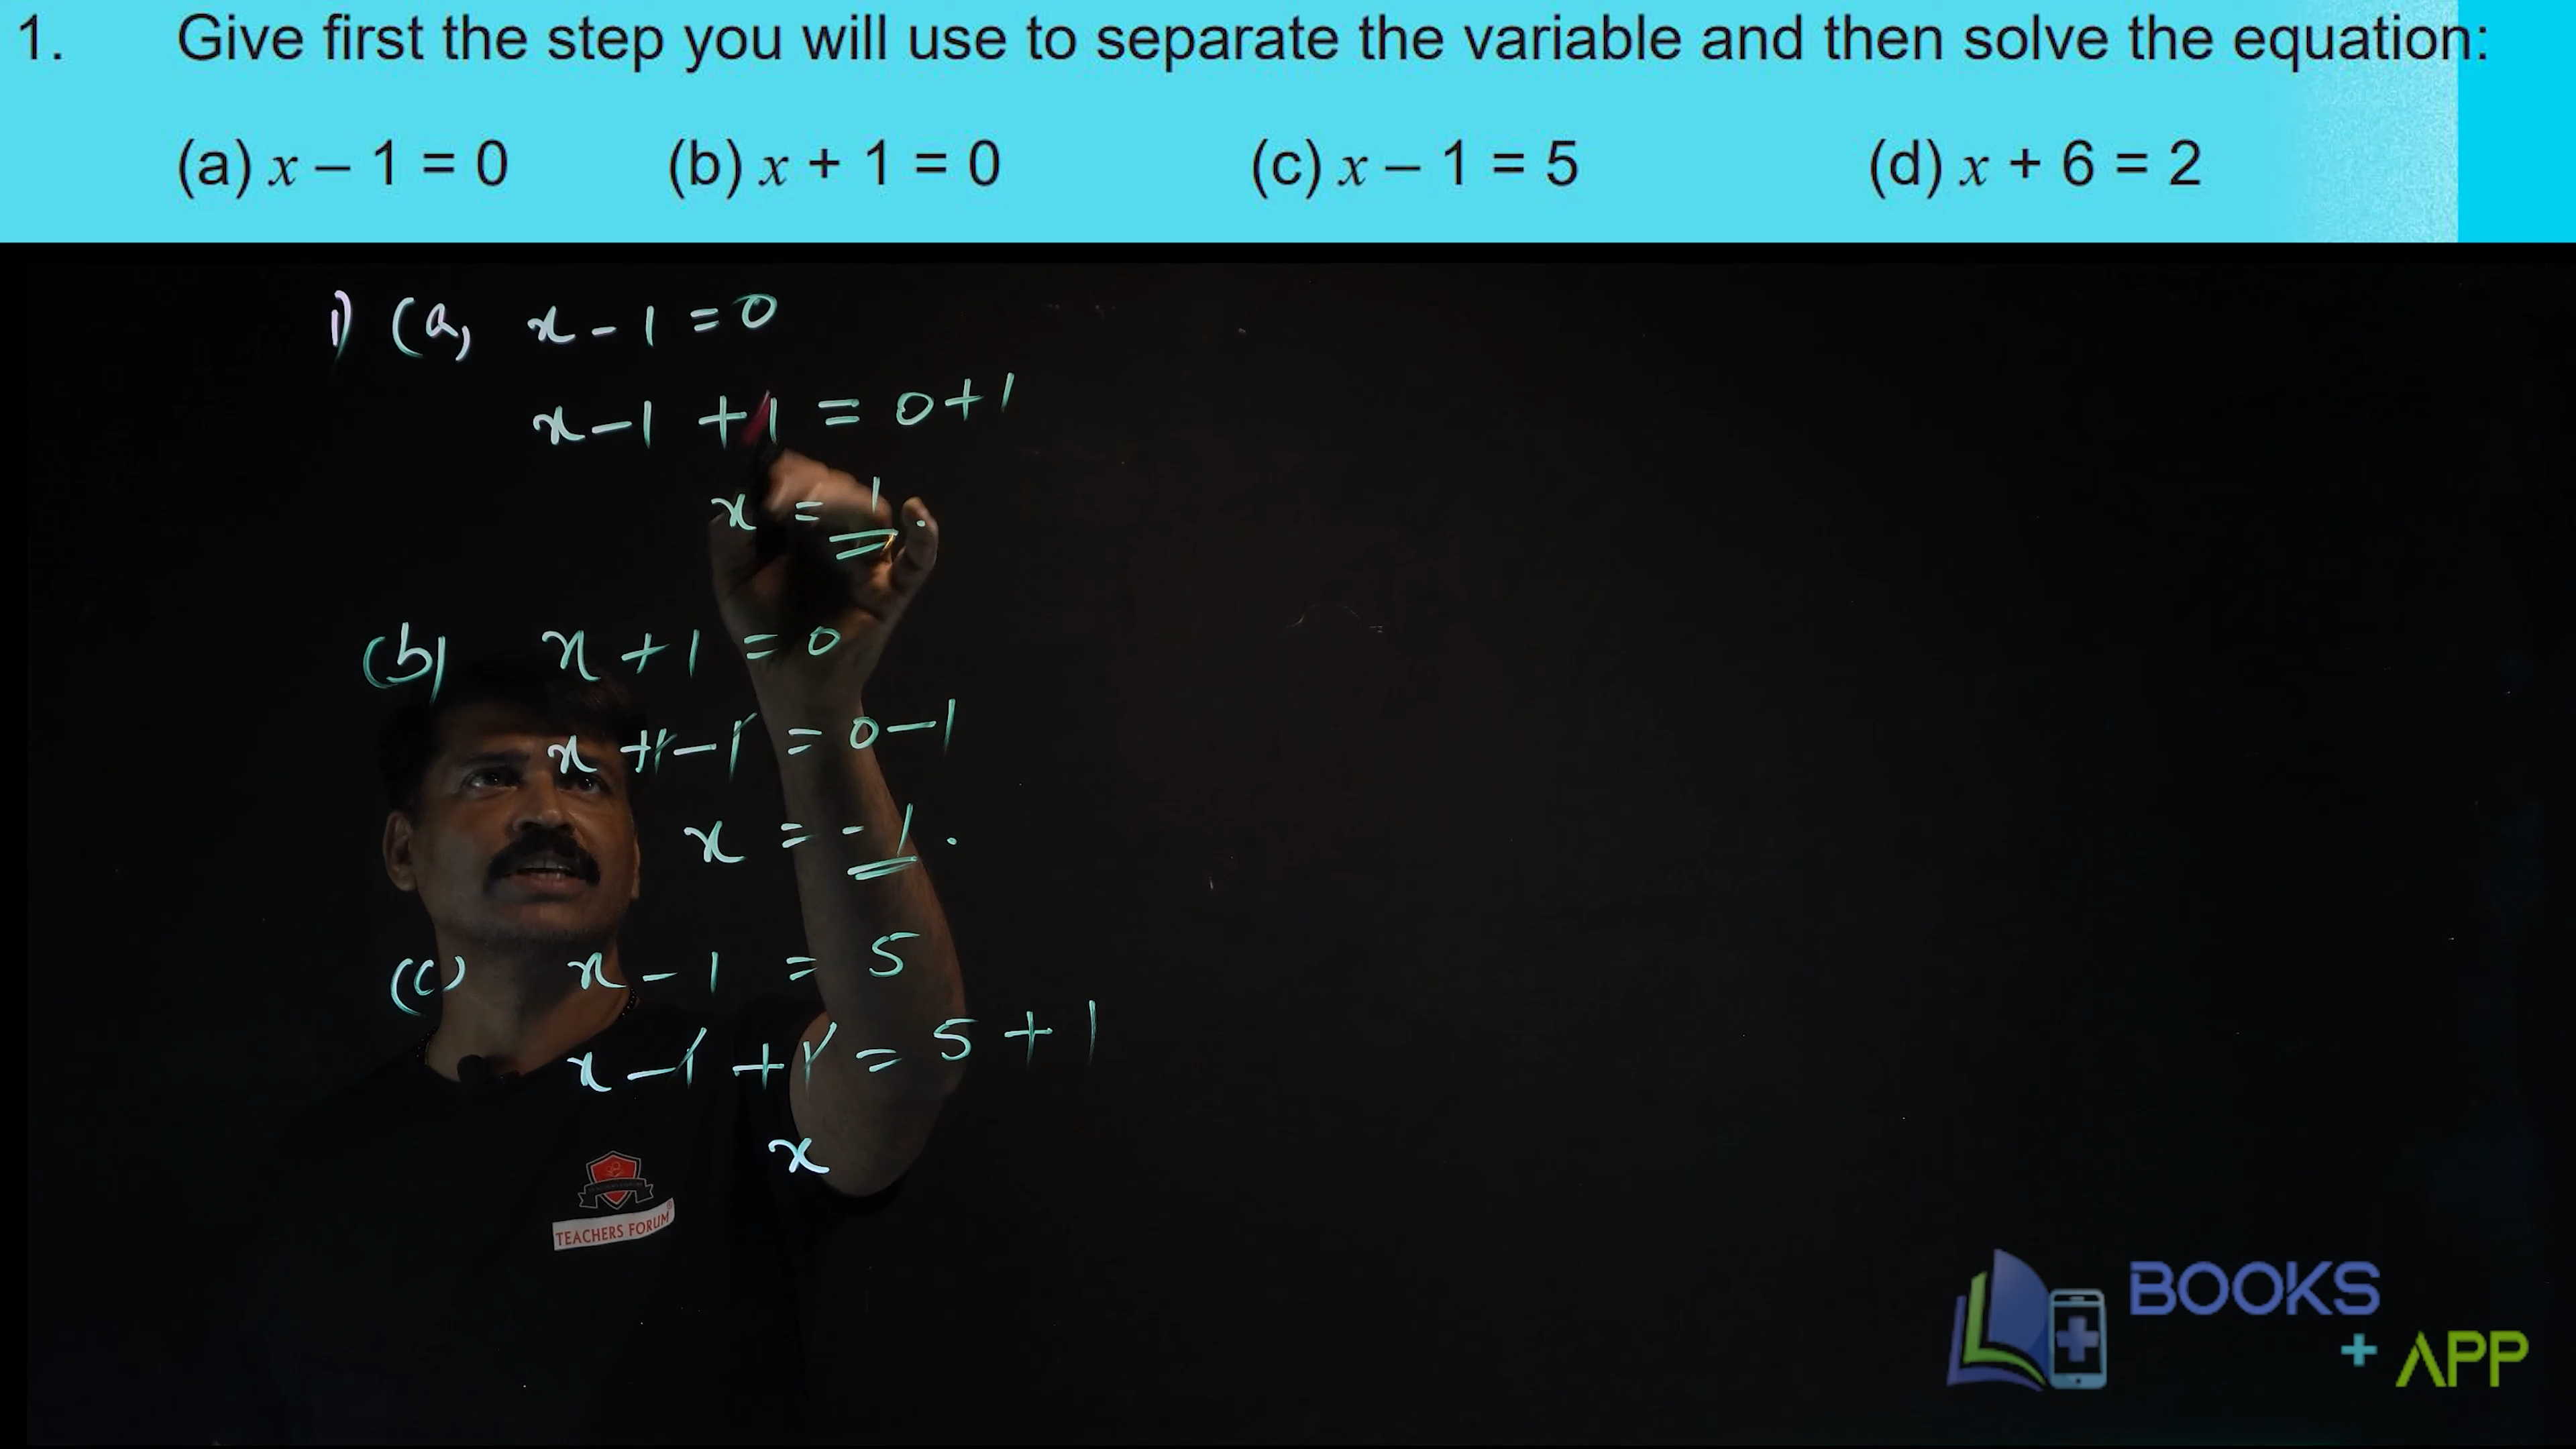 1. Give first the step you will use to separate the variable and then solve the equation:
(a) x – 1 = 0 (b) x + 1 = 0 (c) x – 1 = 5 (d) x + 6 = 2
1) (a) x - 1 = 0
x - 1 + 1 = 0 + 1
x = 1.
(b) x + 1 = 0
x + 1 - 1 = 0 - 1
x = - 1.
(c) x - 1 = 5
x - 1 + 1 = 5 + 1
x
TEACHERS FORUM
BOOKS
+ APP